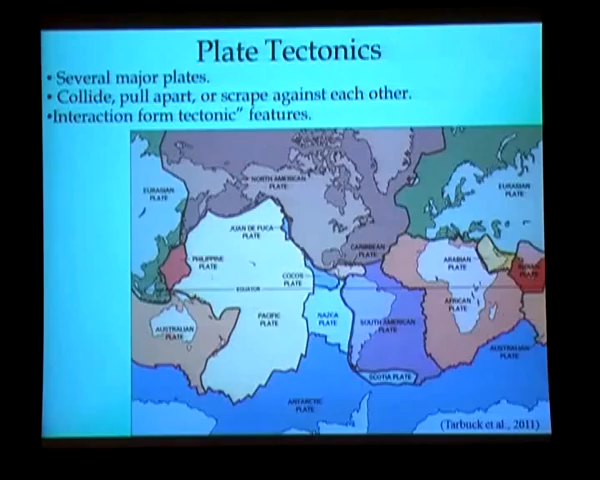 Plate Tectonics
• Several major plates.
• Collide, pull apart, or scrape against each other.
•Interaction form tectonic" features.
NORTH AMERICAN
PLATE
EURASIAN
PLATE
EURASIAN
PLATE
JUAN DE FUCA
PLATE
CARIBBEAN
PLATE
PHILIPPINE
PLATE
ARABIAN
PLATE
INDIAN
PLATE
COCOS
PLATE
EQUATOR
AFRICAN
PLATE
PACIFIC
PLATE
NAZCA
PLATE
SOUTH AMERICAN
PLATE
AUSTRALIAN
PLATE
AUSTRALIAN
PLATE
SCOTIA PLATE
ANTARCTIC
PLATE
(Tarbuck et al., 2011)